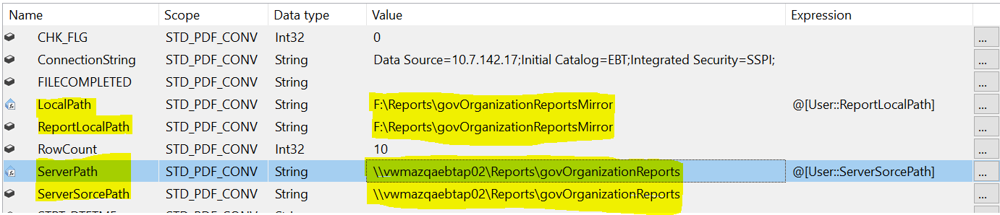 Name Scope Data type Value Expression
CHK_FLG STD_PDF_CONV Int32 0 ...
ConnectionString STD_PDF_CONV String Data Source=10.7.142.17;Initial Catalog=EBT;Integrated Security=SSPI; ...
FILECOMPLETED STD_PDF_CONV String ...
LocalPath STD_PDF_CONV String F:\Reports\govOrganizationReportsMirror @[User::ReportLocalPath] ...
ReportLocalPath STD_PDF_CONV String F:\Reports\govOrganizationReportsMirror ...
RowCount STD_PDF_CONV Int32 10 ...
ServerPath STD_PDF_CONV String \\vwmazqaebtap02\Reports\govOrganizationReports @[User::ServerSorcePath] ...
ServerSorcePath STD_PDF_CONV String \\vwmazqaebtap02\Reports\govOrganizationReports ...